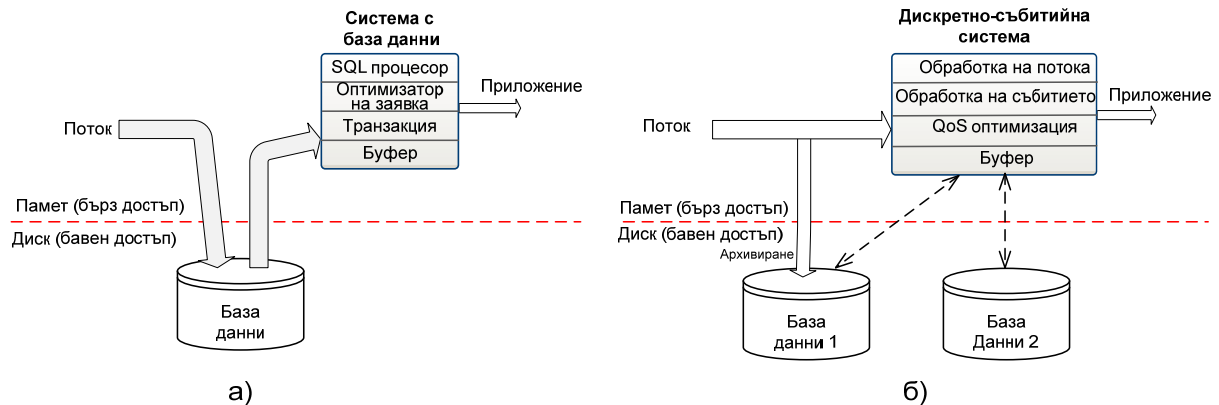 Система с
база данни
SQL процесор
Оптимизатор
на заявка
Транзакция
Буфер
Приложение
Поток
Памет (бърз достъп)
Диск (бавен достъп)
База
данни
а)
Дискретно-събитийна
система
Обработка на потока
Обработка на събитието
QoS оптимизация
Буфер
Приложение
Поток
Памет (бърз достъп)
Диск (бавен достъп)
Архивиране
База
данни 1
База
Данни 2
б)